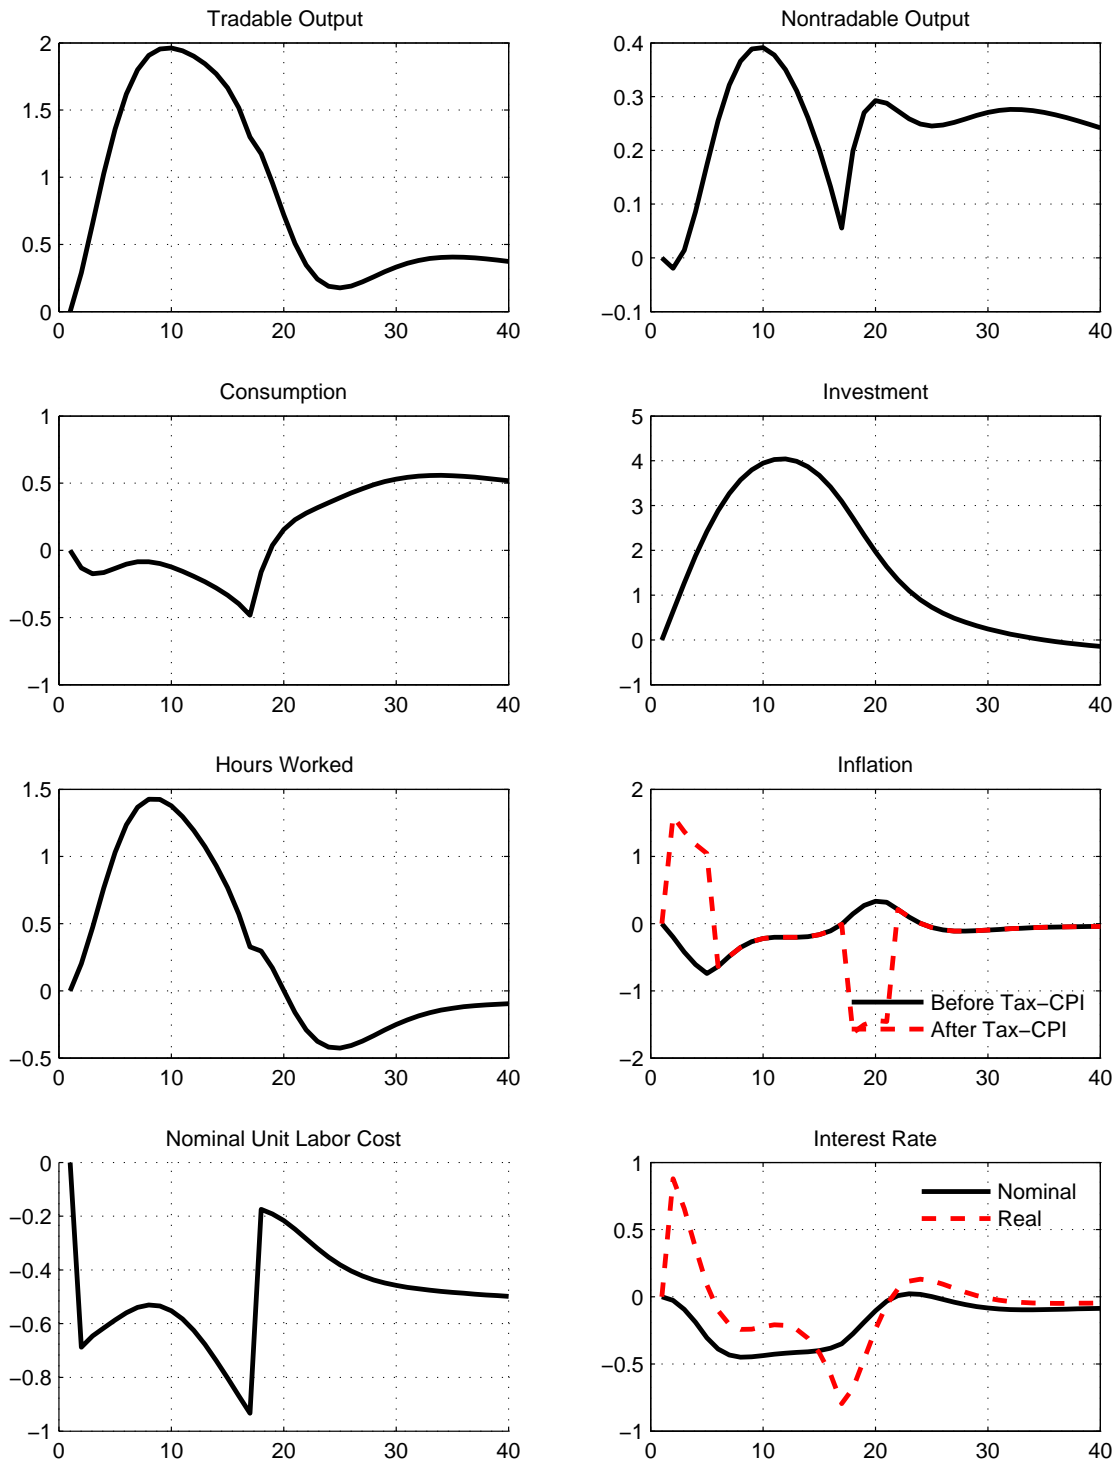 Tradable Output
2
1.5
1
0.5
0
0 10 20 30 40
Nontradable Output
0.4
0.3
0.2
0.1
0
−0.1
0 10 20 30 40
Consumption
1
0.5
0
−0.5
−1
0 10 20 30 40
Investment
5
4
3
2
1
0
−1
0 10 20 30 40
Hours Worked
1.5
1
0.5
0
−0.5
0 10 20 30 40
Inflation
2
1
0
−1
−2
0 10 20 30 40
Before Tax−CPI
After Tax−CPI
Nominal Unit Labor Cost
0
−0.2
−0.4
−0.6
−0.8
−1
0 10 20 30 40
Interest Rate
1
0.5
0
−0.5
−1
0 10 20 30 40
Nominal
Real